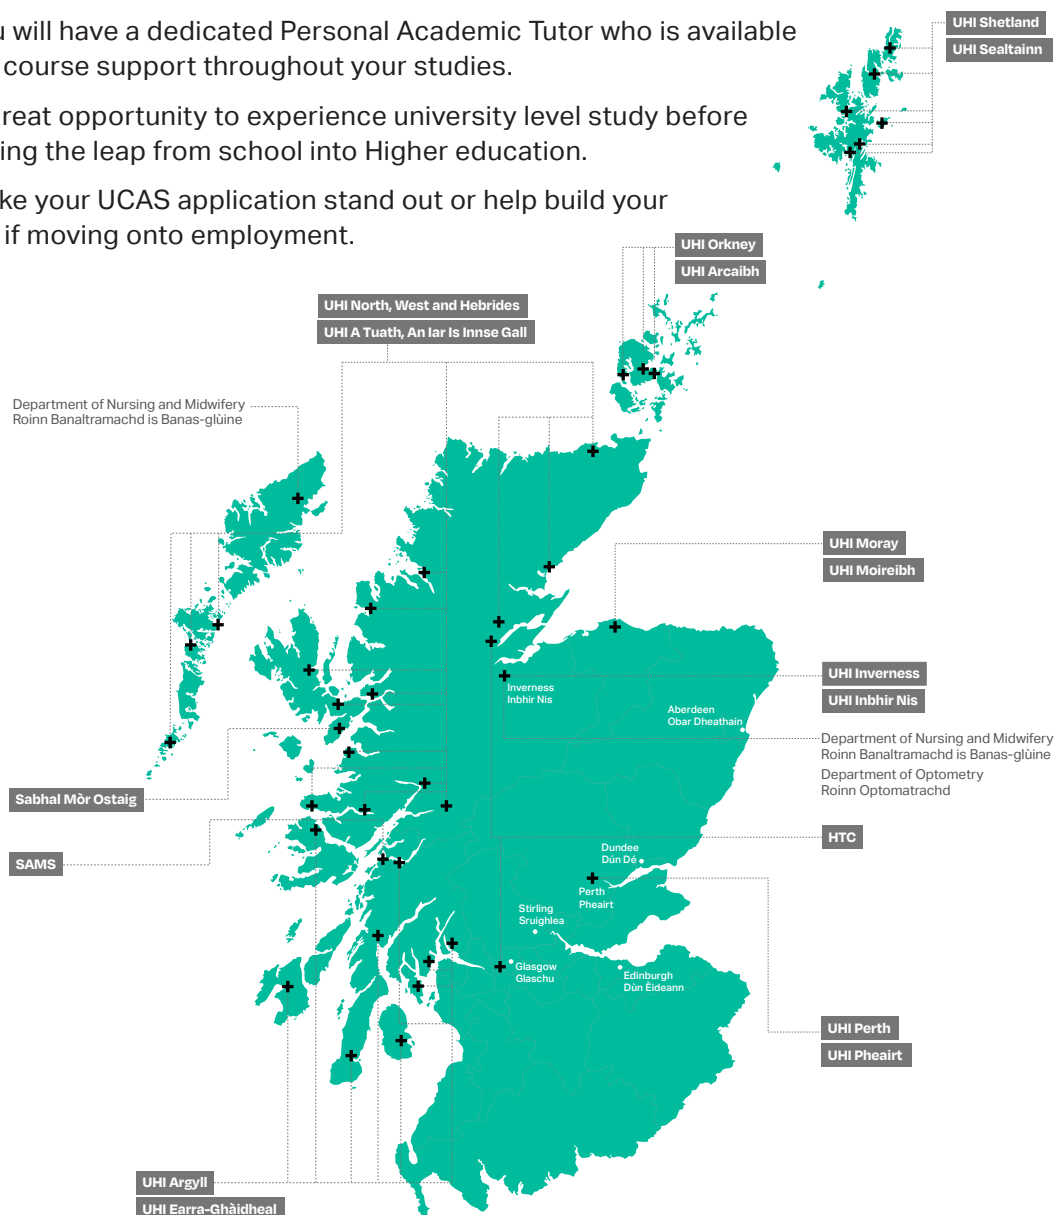 u will have a dedicated Personal Academic Tutor who is available
course support throughout your studies.
reat opportunity to experience university level study before
ing the leap from school into Higher education.
ke your UCAS application stand out or help build your
if moving onto employment.
UHI Shetland
UHI Sealtainn
UHI Orkney
UHI Arcaibh
UHI North, West and Hebrides
UHI A Tuath, An Iar Is Innse Gall
Department of Nursing and Midwifery
Roinn Banaltramachd is Banas-glùine
UHI Moray
UHI Moireibh
UHI Inverness
UHI Inbhir Nis
Inverness
Inbhir Nis
Aberdeen
Obar Dheathain
Department of Nursing and Midwifery
Roinn Banaltramachd is Banas-glùine
Department of Optometry
Roinn Optomatrachd
Sabhal Mòr Ostaig
HTC
SAMS
Dundee
Dún Dé
Perth
Pheairt
Stirling
Sruighlea
Glasgow
Glaschu
Edinburgh
Dùn Èideann
UHI Perth
UHI Pheairt
UHI Argyll
UHI Earra-Ghàidheal